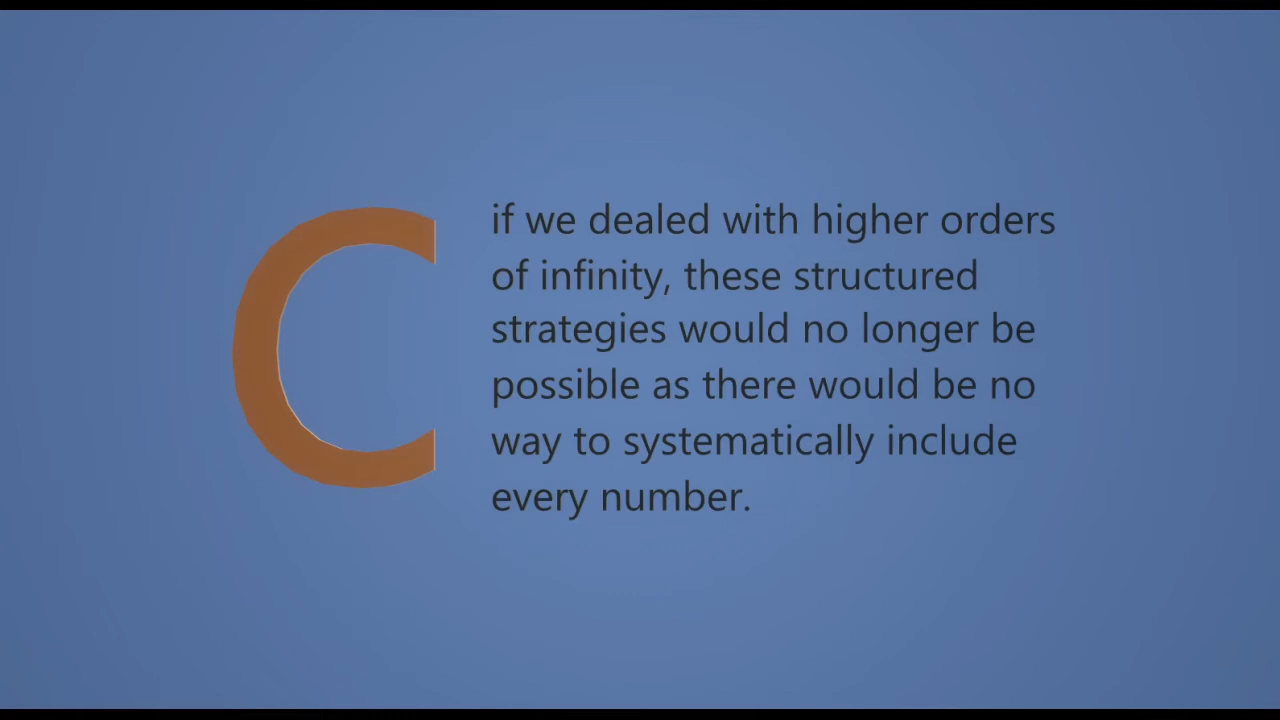 C
if we dealed with higher orders
of infinity, these structured
strategies would no longer be
possible as there would be no
way to systematically include
every number.